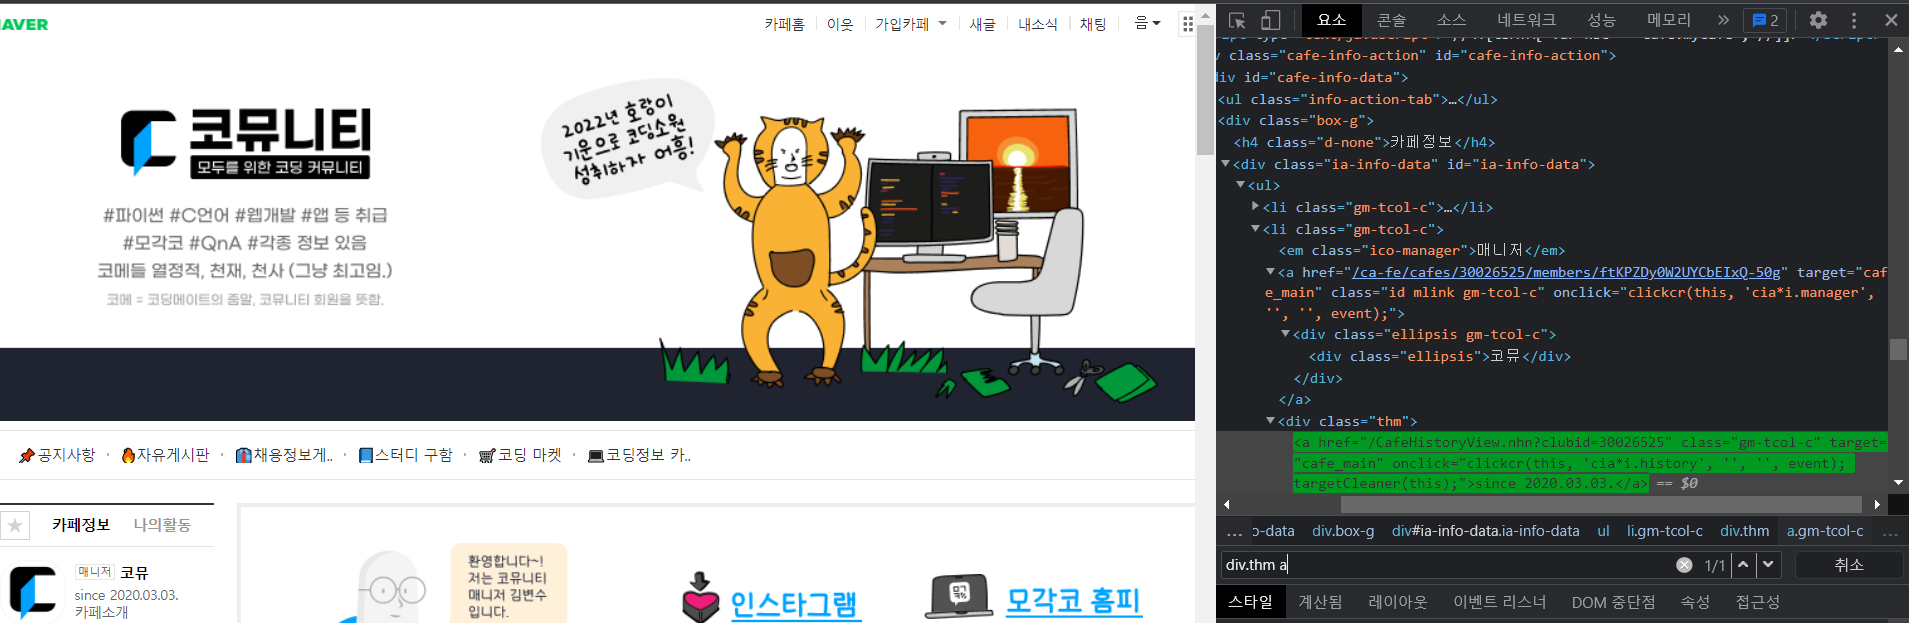 NAVER
카페홈 이웃 가입카페 새글 내소식 채팅 음
코뮤니티
모두를 위한 코딩 커뮤니티
#파이썬 #C언어 #웹개발 #앱 등 취급
#모각코 #QnA #각종 정보 있음
코메들 열정적, 천재, 천사 (그냥 최고임.)
코메 = 코딩메이트의 줄말, 코뮤니티 회원을 뜻함.
2022년 호랑이
기운으로 코딩소원
성취하자 어흥!
공지사항 · 자유게시판 · 채용정보게.. · 스터디 구함 · 코딩 마켓 · 코딩정보 카..
카페정보 나의활동
매니저 코뮤
since 2020.03.03.
카페소개
환영합니다~!
저는 코뮤니티
매니저 김변수
입니다.
인스타그램
모각코 홈피
요소 콘솔 소스 네트워크 성능 메모리 » 2
class="cafe-info-action" id="cafe-info-action">
div id="cafe-info-data">
<ul class="info-action-tab">…</ul>
<div class="box-g">
<h4 class="d-none">카페정보</h4>
<div class="ia-info-data" id="ia-info-data">
<ul>
<li class="gm-tcol-c">…</li>
<li class="gm-tcol-c">
<em class="ico-manager">매니저</em>
<a href="/ca-fe/cafes/30026525/members/ftKPZDy0W2UYCbEIxQ-50g" target="caf
e_main" class="id mlink gm-tcol-c" onclick="clickcr(this, 'cia*i.manager',
'', '', event);">
<div class="ellipsis gm-tcol-c">
<div class="ellipsis">코뮤</div>
</div>
</a>
<div class="thm">
<a href="/CafeHistoryView.nhn?clubid=30026525" class="gm-tcol-c" target=
"cafe_main" onclick="clickcr(this, 'cia*i.history', '', '', event);
targetCleaner(this);">since 2020.03.03.</a> == $0
… o-data div.box-g div#ia-info-data.ia-info-data ul li.gm-tcol-c div.thm a.gm-tcol-c …
div.thm a 1/1 취소
스타일 계산됨 레이아웃 이벤트 리스너 DOM 중단점 속성 접근성